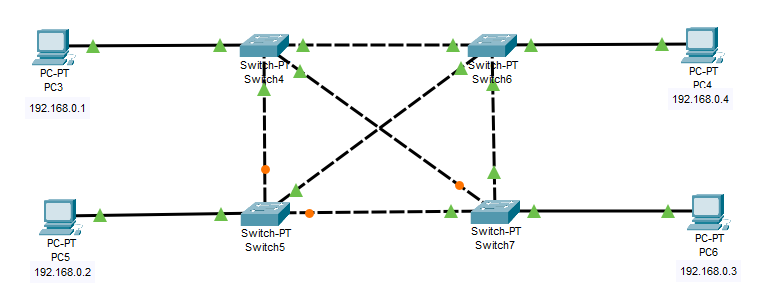 PC-PT
PC3
192.168.0.1
Switch-PT
Switch4
Switch-PT
Switch6
PC-PT
PC4
192.168.0.4
PC-PT
PC5
192.168.0.2
Switch-PT
Switch5
Switch-PT
Switch7
PC-PT
PC6
192.168.0.3